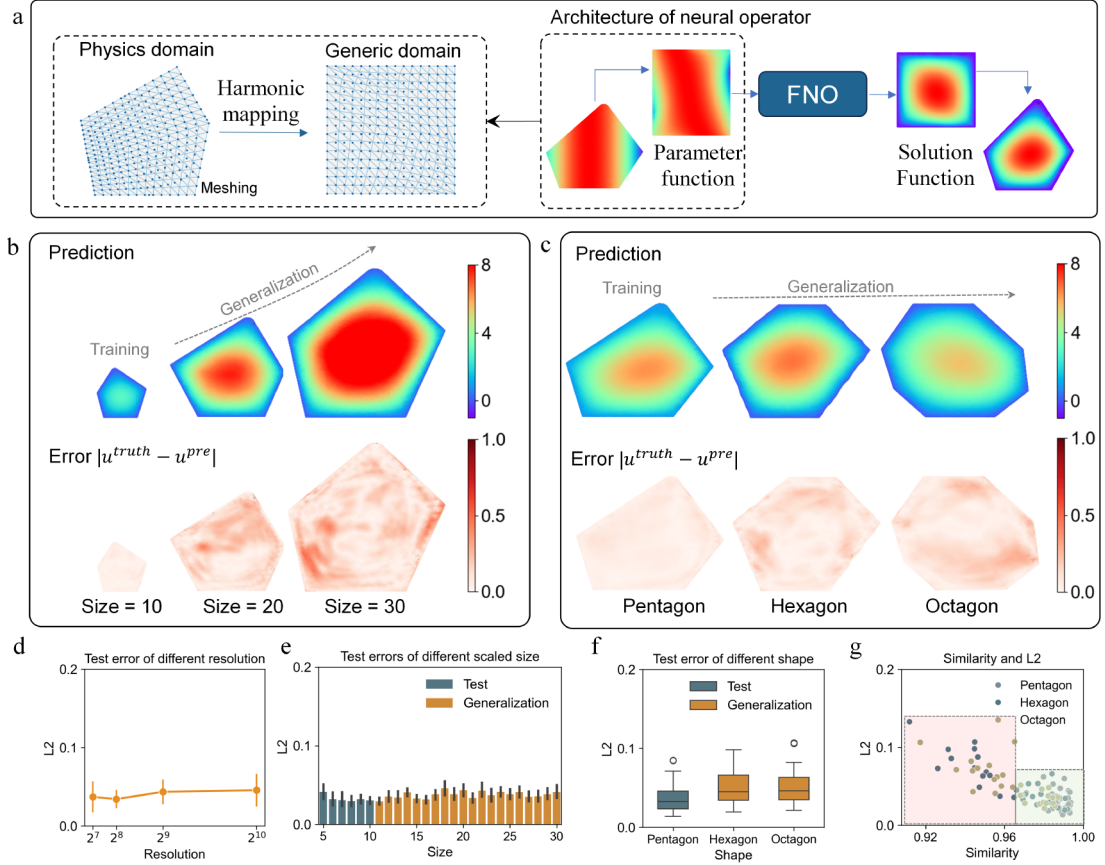 a
Architecture of neural operator
Physics domain
Generic domain
Harmonic
mapping
Meshing
Parameter
function
FNO
Solution
Function
b
Prediction
Generalization
Training
8
4
0
Error |u^truth − u^pre|
1.0
0.5
0.0
Size = 10
Size = 20
Size = 30
c
Prediction
Training
Generalization
8
4
0
Error |u^truth − u^pre|
1.0
0.5
0.0
Pentagon
Hexagon
Octagon
d
Test error of different resolution
0.2
0.1
0.0
L2
2^7
2^8
2^9
2^10
Resolution
e
Test errors of different scaled size
Test
Generalization
0.2
0.1
0.0
L2
5
10
15
20
25
30
Size
f
Test error of different shape
Test
Generalization
0.2
0.1
0.0
L2
Pentagon
Hexagon
Octagon
Shape
g
Similarity and L2
Pentagon
Hexagon
Octagon
0.2
0.1
0.0
L2
0.92
0.96
1.00
Similarity